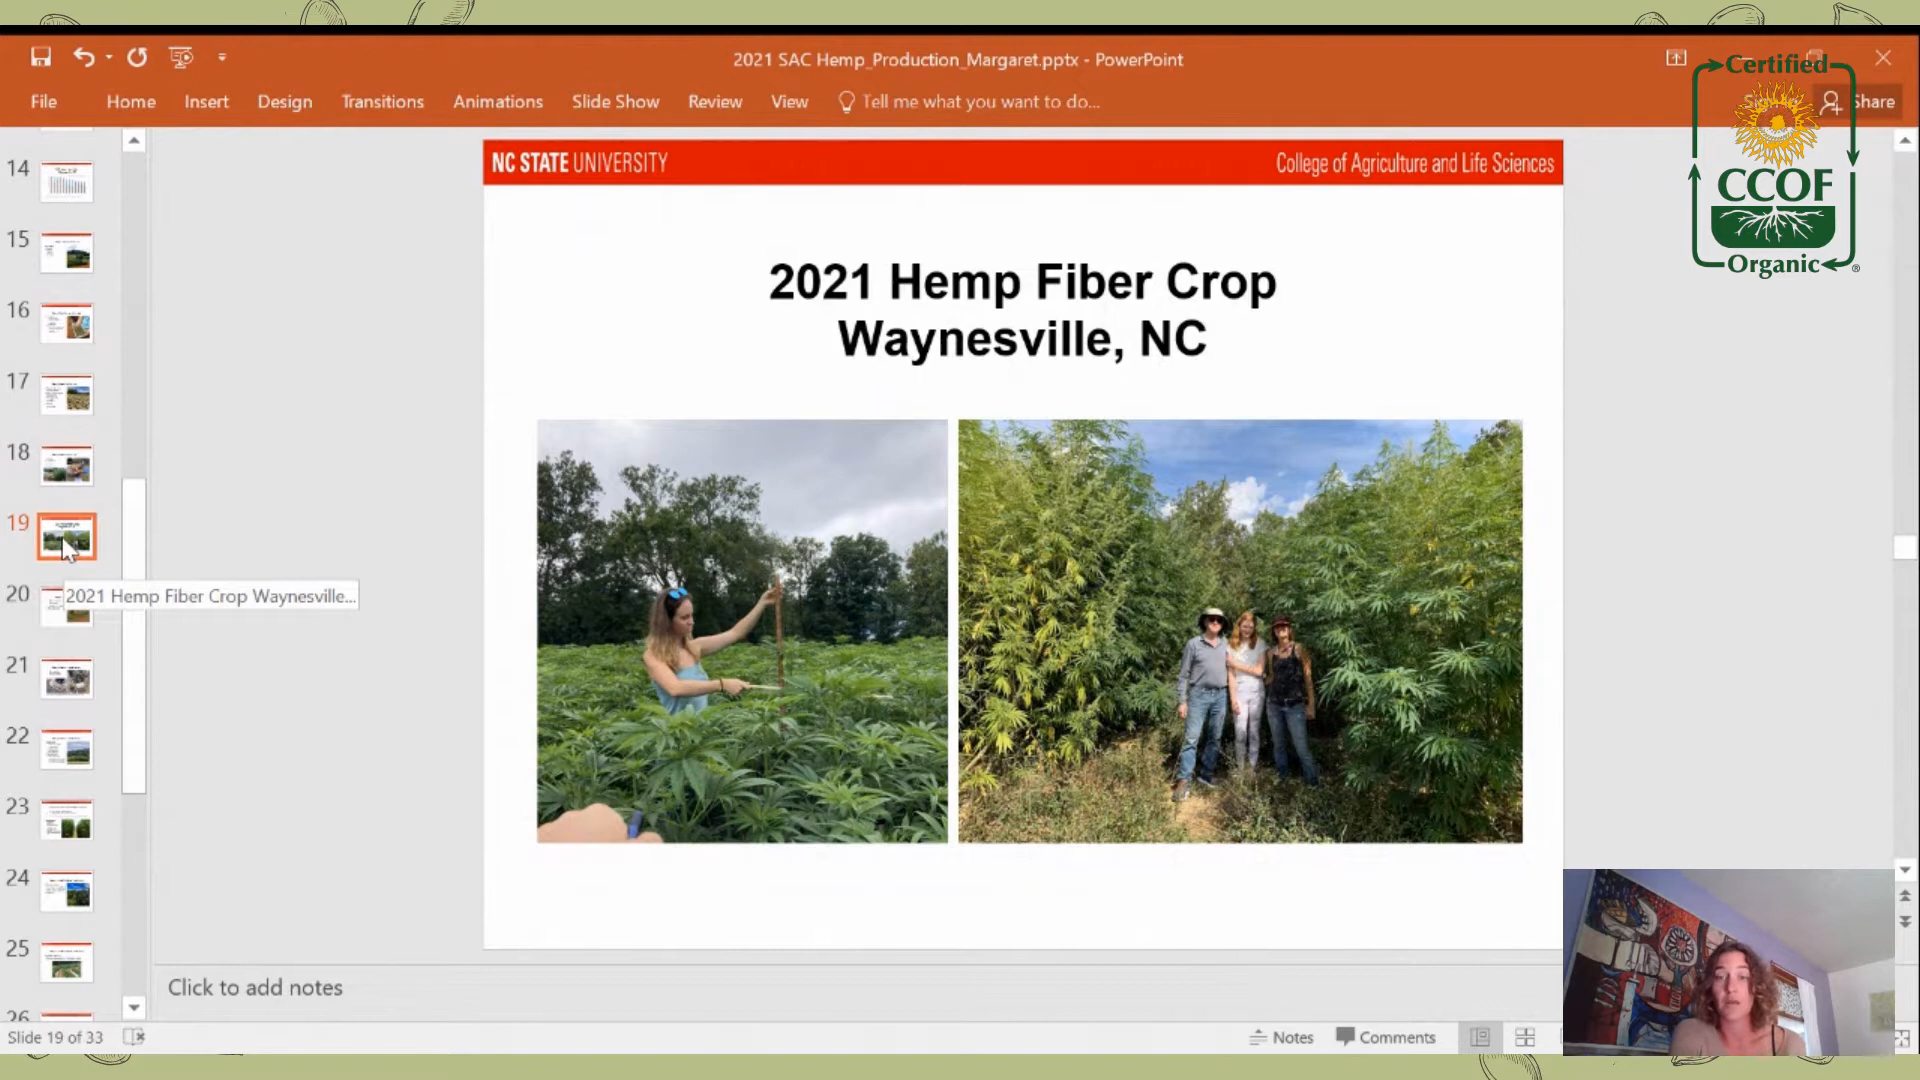 2021 SAC Hemp_Production_Margaret.pptx - PowerPoint
File Home Insert Design Transitions Animations Slide Show Review View Tell me what you want to do... Share
Certified
CCOF
Organic
®
NC STATE UNIVERSITY College of Agriculture and Life Sciences
2021 Hemp Fiber Crop
Waynesville, NC
14
15
16
17
18
19
20
2021 Hemp Fiber Crop Waynesville...
21
22
23
24
25
26
Click to add notes
Slide 19 of 33 Notes Comments